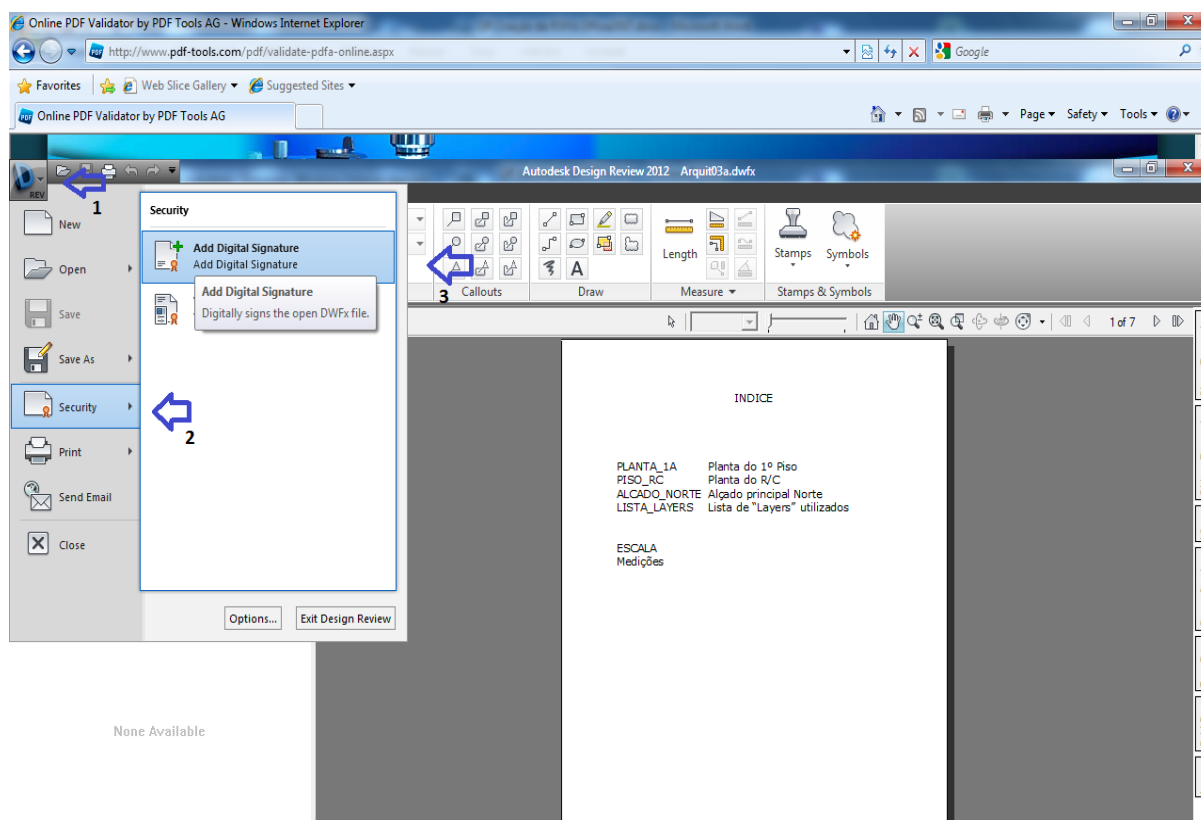 Online PDF Validator by PDF Tools AG - Windows Internet Explorer
http://www.pdf-tools.com/pdf/validate-pdfa-online.aspx
Google
Favorites
Web Slice Gallery
Suggested Sites
Online PDF Validator by PDF Tools AG
Page
Safety
Tools
Autodesk Design Review 2012 Arquit03a.dwfx
REV
1
New
Open
Save
Save As
Security
Print
Send Email
Close
Security
Add Digital Signature
Add Digital Signature
Add Digital Signature
Digitally signs the open DWFx file.
2
3
Options...
Exit Design Review
Length
Stamps
Symbols
A
Callouts
Draw
Measure
Stamps & Symbols
1 of 7
INDICE
PLANTA_1A Planta do 1º Piso
PISO_RC Planta do R/C
ALCADO_NORTE Alçado principal Norte
LISTA_LAYERS Lista de "Layers" utilizados
ESCALA
Medições
None Available